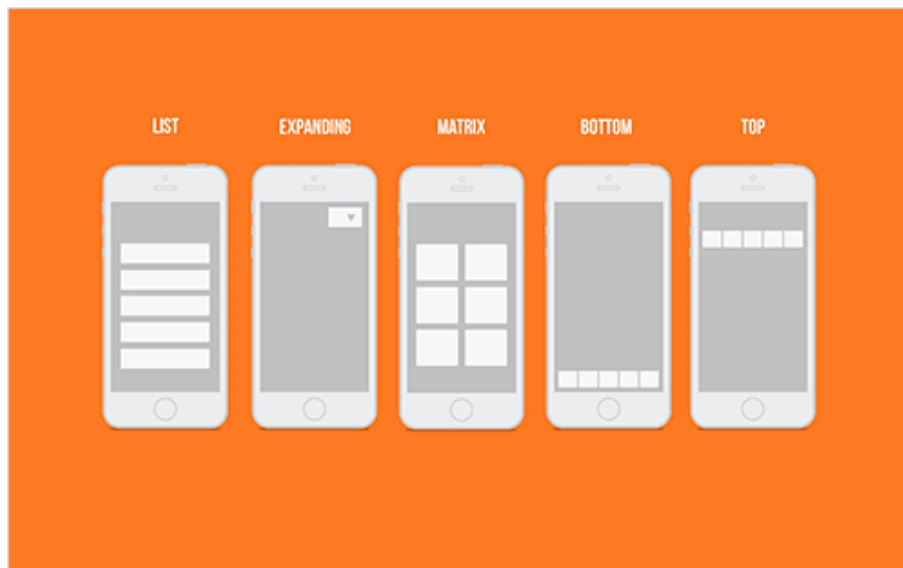 LIST
EXPANDING
MATRIX
BOTTOM
TOP